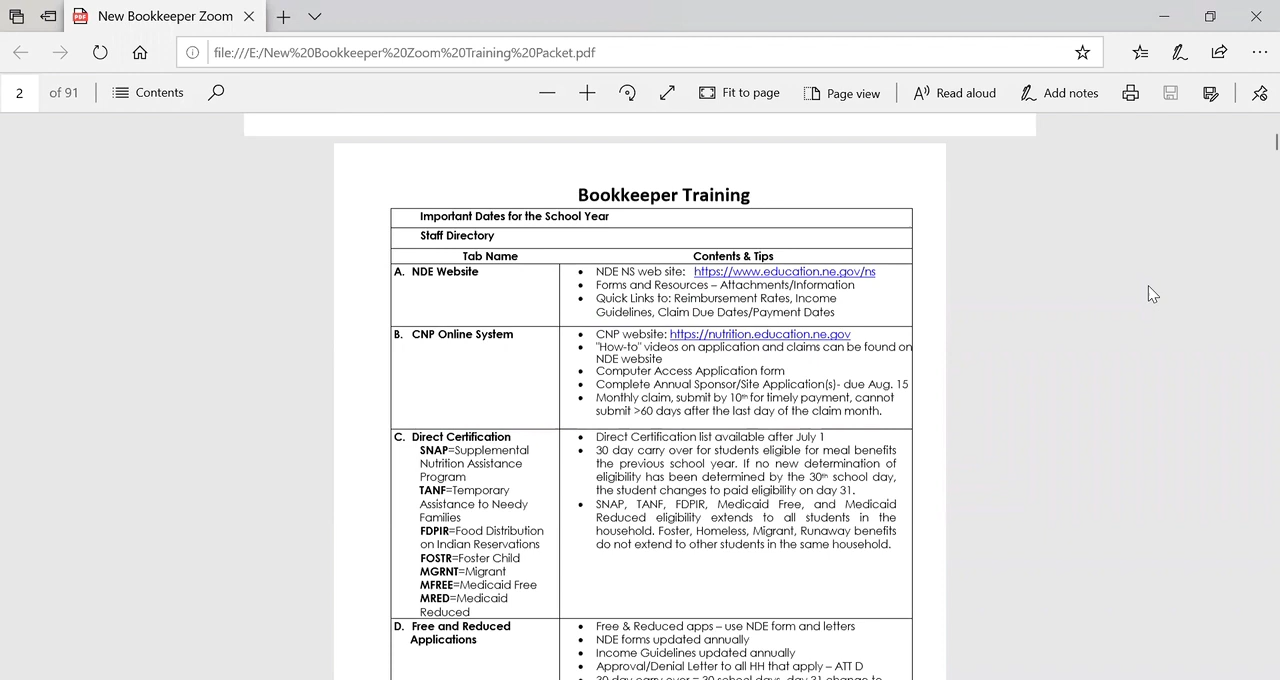 New Bookkeeper Zoom
file:///E:/New%20Bookkeeper%20Zoom%20Training%20Packet.pdf
2 of 91 Contents Fit to page Page view Read aloud Add notes
Bookkeeper Training
Important Dates for the School Year
Staff Directory
Tab Name Contents & Tips
A. NDE Website
• NDE NS web site: https://www.education.ne.gov/ns
• Forms and Resources – Attachments/Information
• Quick Links to: Reimbursement Rates, Income
Guidelines, Claim Due Dates/Payment Dates
B. CNP Online System
• CNP website: https://nutrition.education.ne.gov
• "How-to" videos on application and claims can be found on
NDE website
• Computer Access Application form
• Complete Annual Sponsor/Site Application(s)- due Aug. 15
• Monthly claim, submit by 10th for timely payment, cannot
submit >60 days after the last day of the claim month.
C. Direct Certification
SNAP=Supplemental
Nutrition Assistance
Program
TANF=Temporary
Assistance to Needy
Families
FDPIR=Food Distribution
on Indian Reservations
FOSTR=Foster Child
MGRNT=Migrant
MFREE=Medicaid Free
MRED=Medicaid
Reduced
• Direct Certification list available after July 1
• 30 day carry over for students eligible for meal benefits
the previous school year. If no new determination of
eligibility has been determined by the 30th school day,
the student changes to paid eligibility on day 31.
• SNAP, TANF, FDPIR, Medicaid Free, and Medicaid
Reduced eligibility extends to all students in the
household. Foster, Homeless, Migrant, Runaway benefits
do not extend to other students in the same household.
D. Free and Reduced
Applications
• Free & Reduced apps – use NDE form and letters
• NDE forms updated annually
• Income Guidelines updated annually
• Approval/Denial Letter to all HH that apply – ATT D
• 30 day carry over = 30 school days, day 31 change to